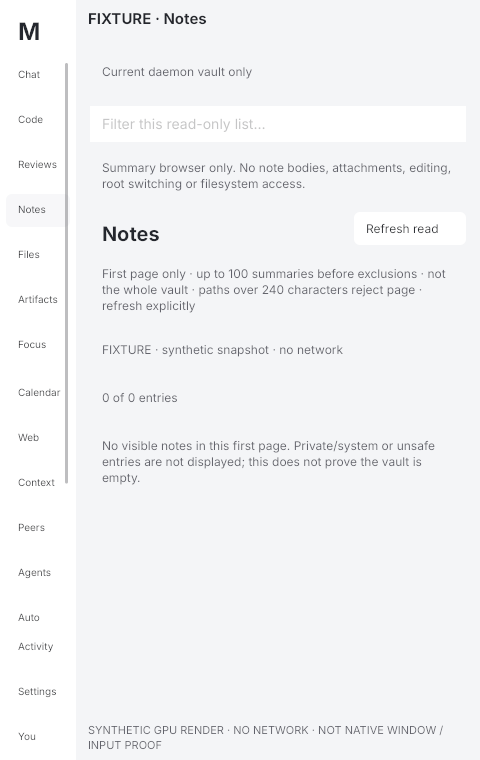 M
Chat
Code
Reviews
Notes
Files
Artifacts
Focus
Calendar
Web
Context
Peers
Agents
Auto
Activity
Settings
You
FIXTURE · Notes
Current daemon vault only
Filter this read-only list...
Summary browser only. No note bodies, attachments, editing,
root switching or filesystem access.
Notes
Refresh read
First page only · up to 100 summaries before exclusions · not
the whole vault · paths over 240 characters reject page ·
refresh explicitly
FIXTURE · synthetic snapshot · no network
0 of 0 entries
No visible notes in this first page. Private/system or unsafe
entries are not displayed; this does not prove the vault is
empty.
SYNTHETIC GPU RENDER · NO NETWORK · NOT NATIVE WINDOW /
INPUT PROOF